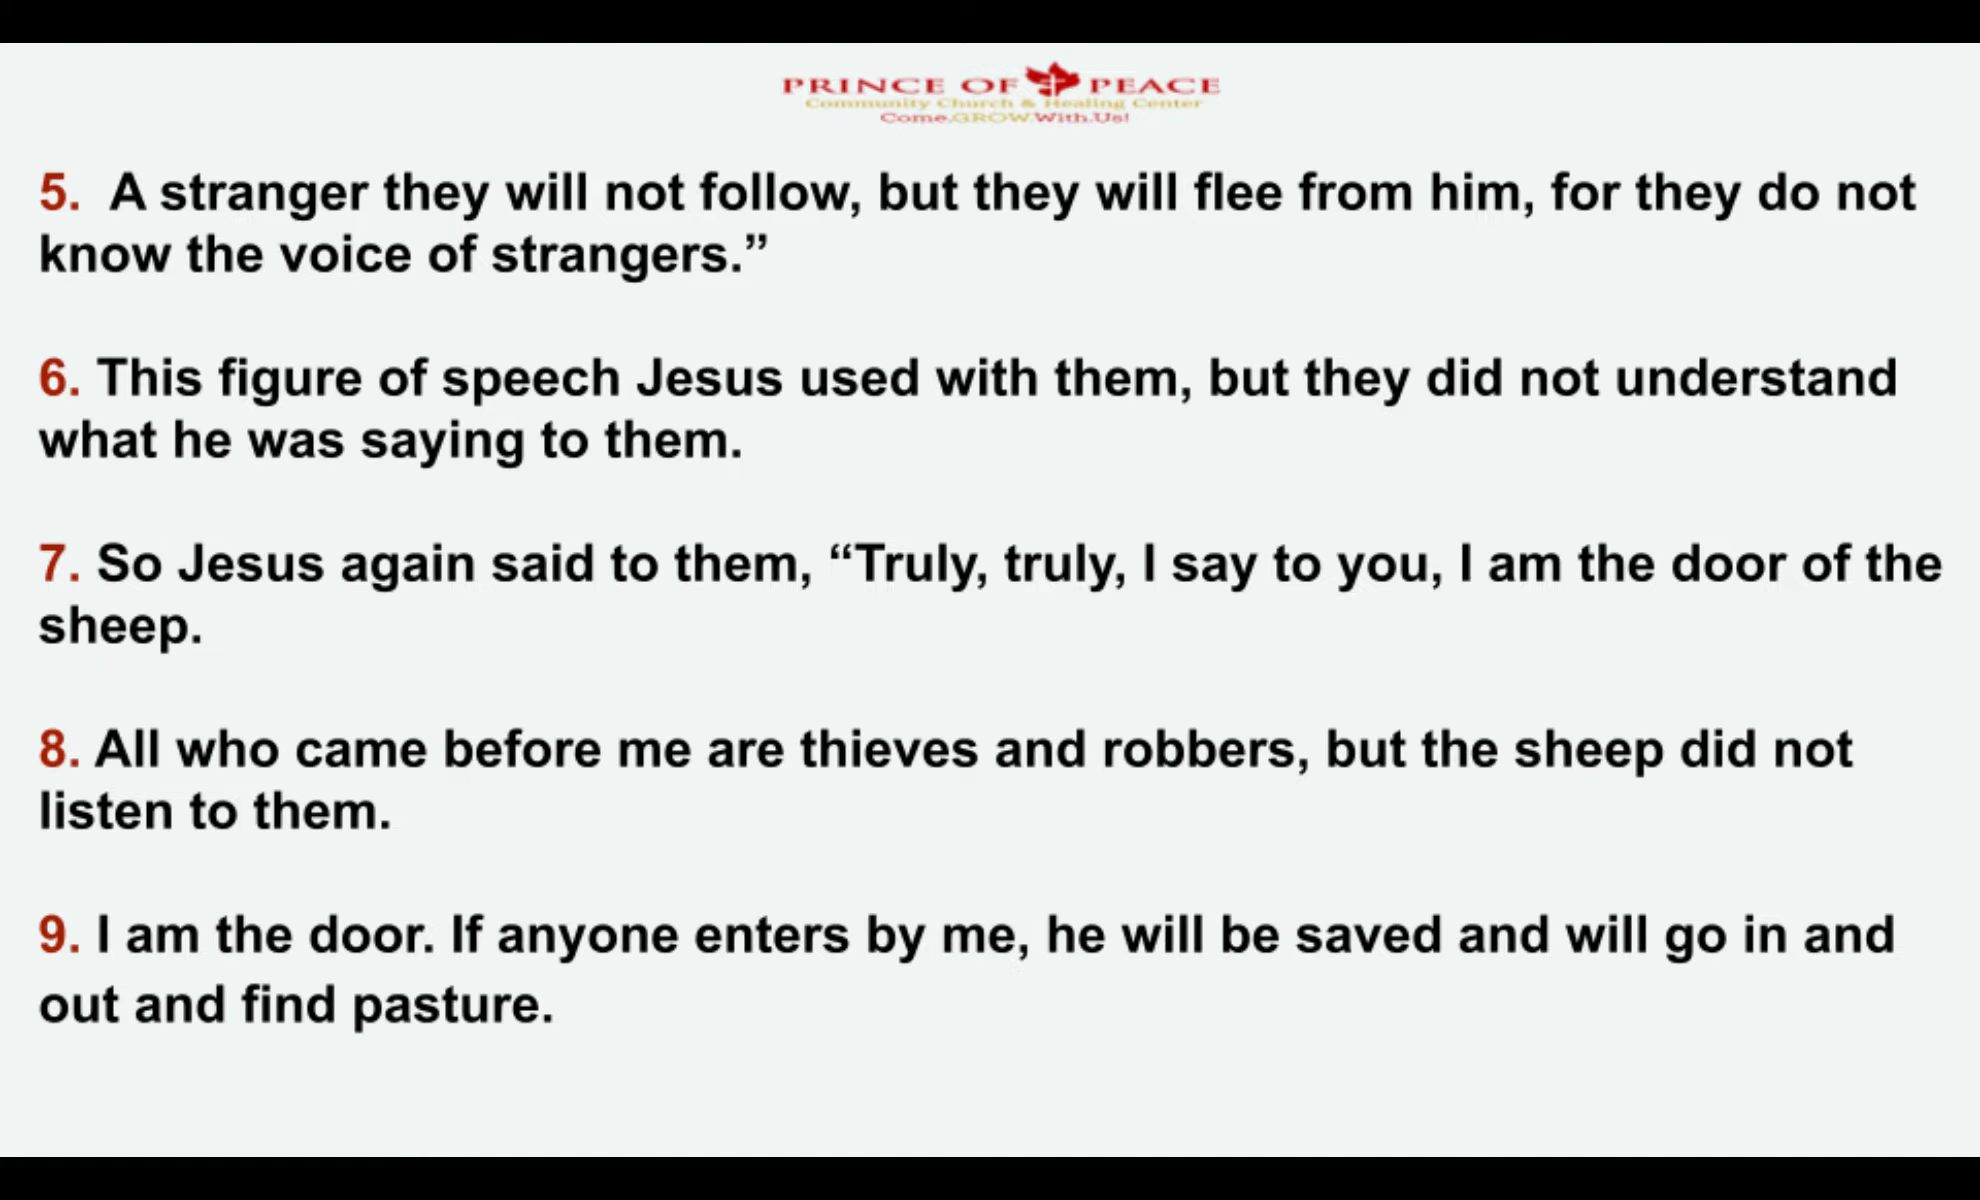 PRINCE OF PEACE
Community Church & Healing Center
Come.GROW.With.Us!
5. A stranger they will not follow, but they will flee from him, for they do not
know the voice of strangers.”
6. This figure of speech Jesus used with them, but they did not understand
what he was saying to them.
7. So Jesus again said to them, “Truly, truly, I say to you, I am the door of the
sheep.
8. All who came before me are thieves and robbers, but the sheep did not
listen to them.
9. I am the door. If anyone enters by me, he will be saved and will go in and
out and find pasture.